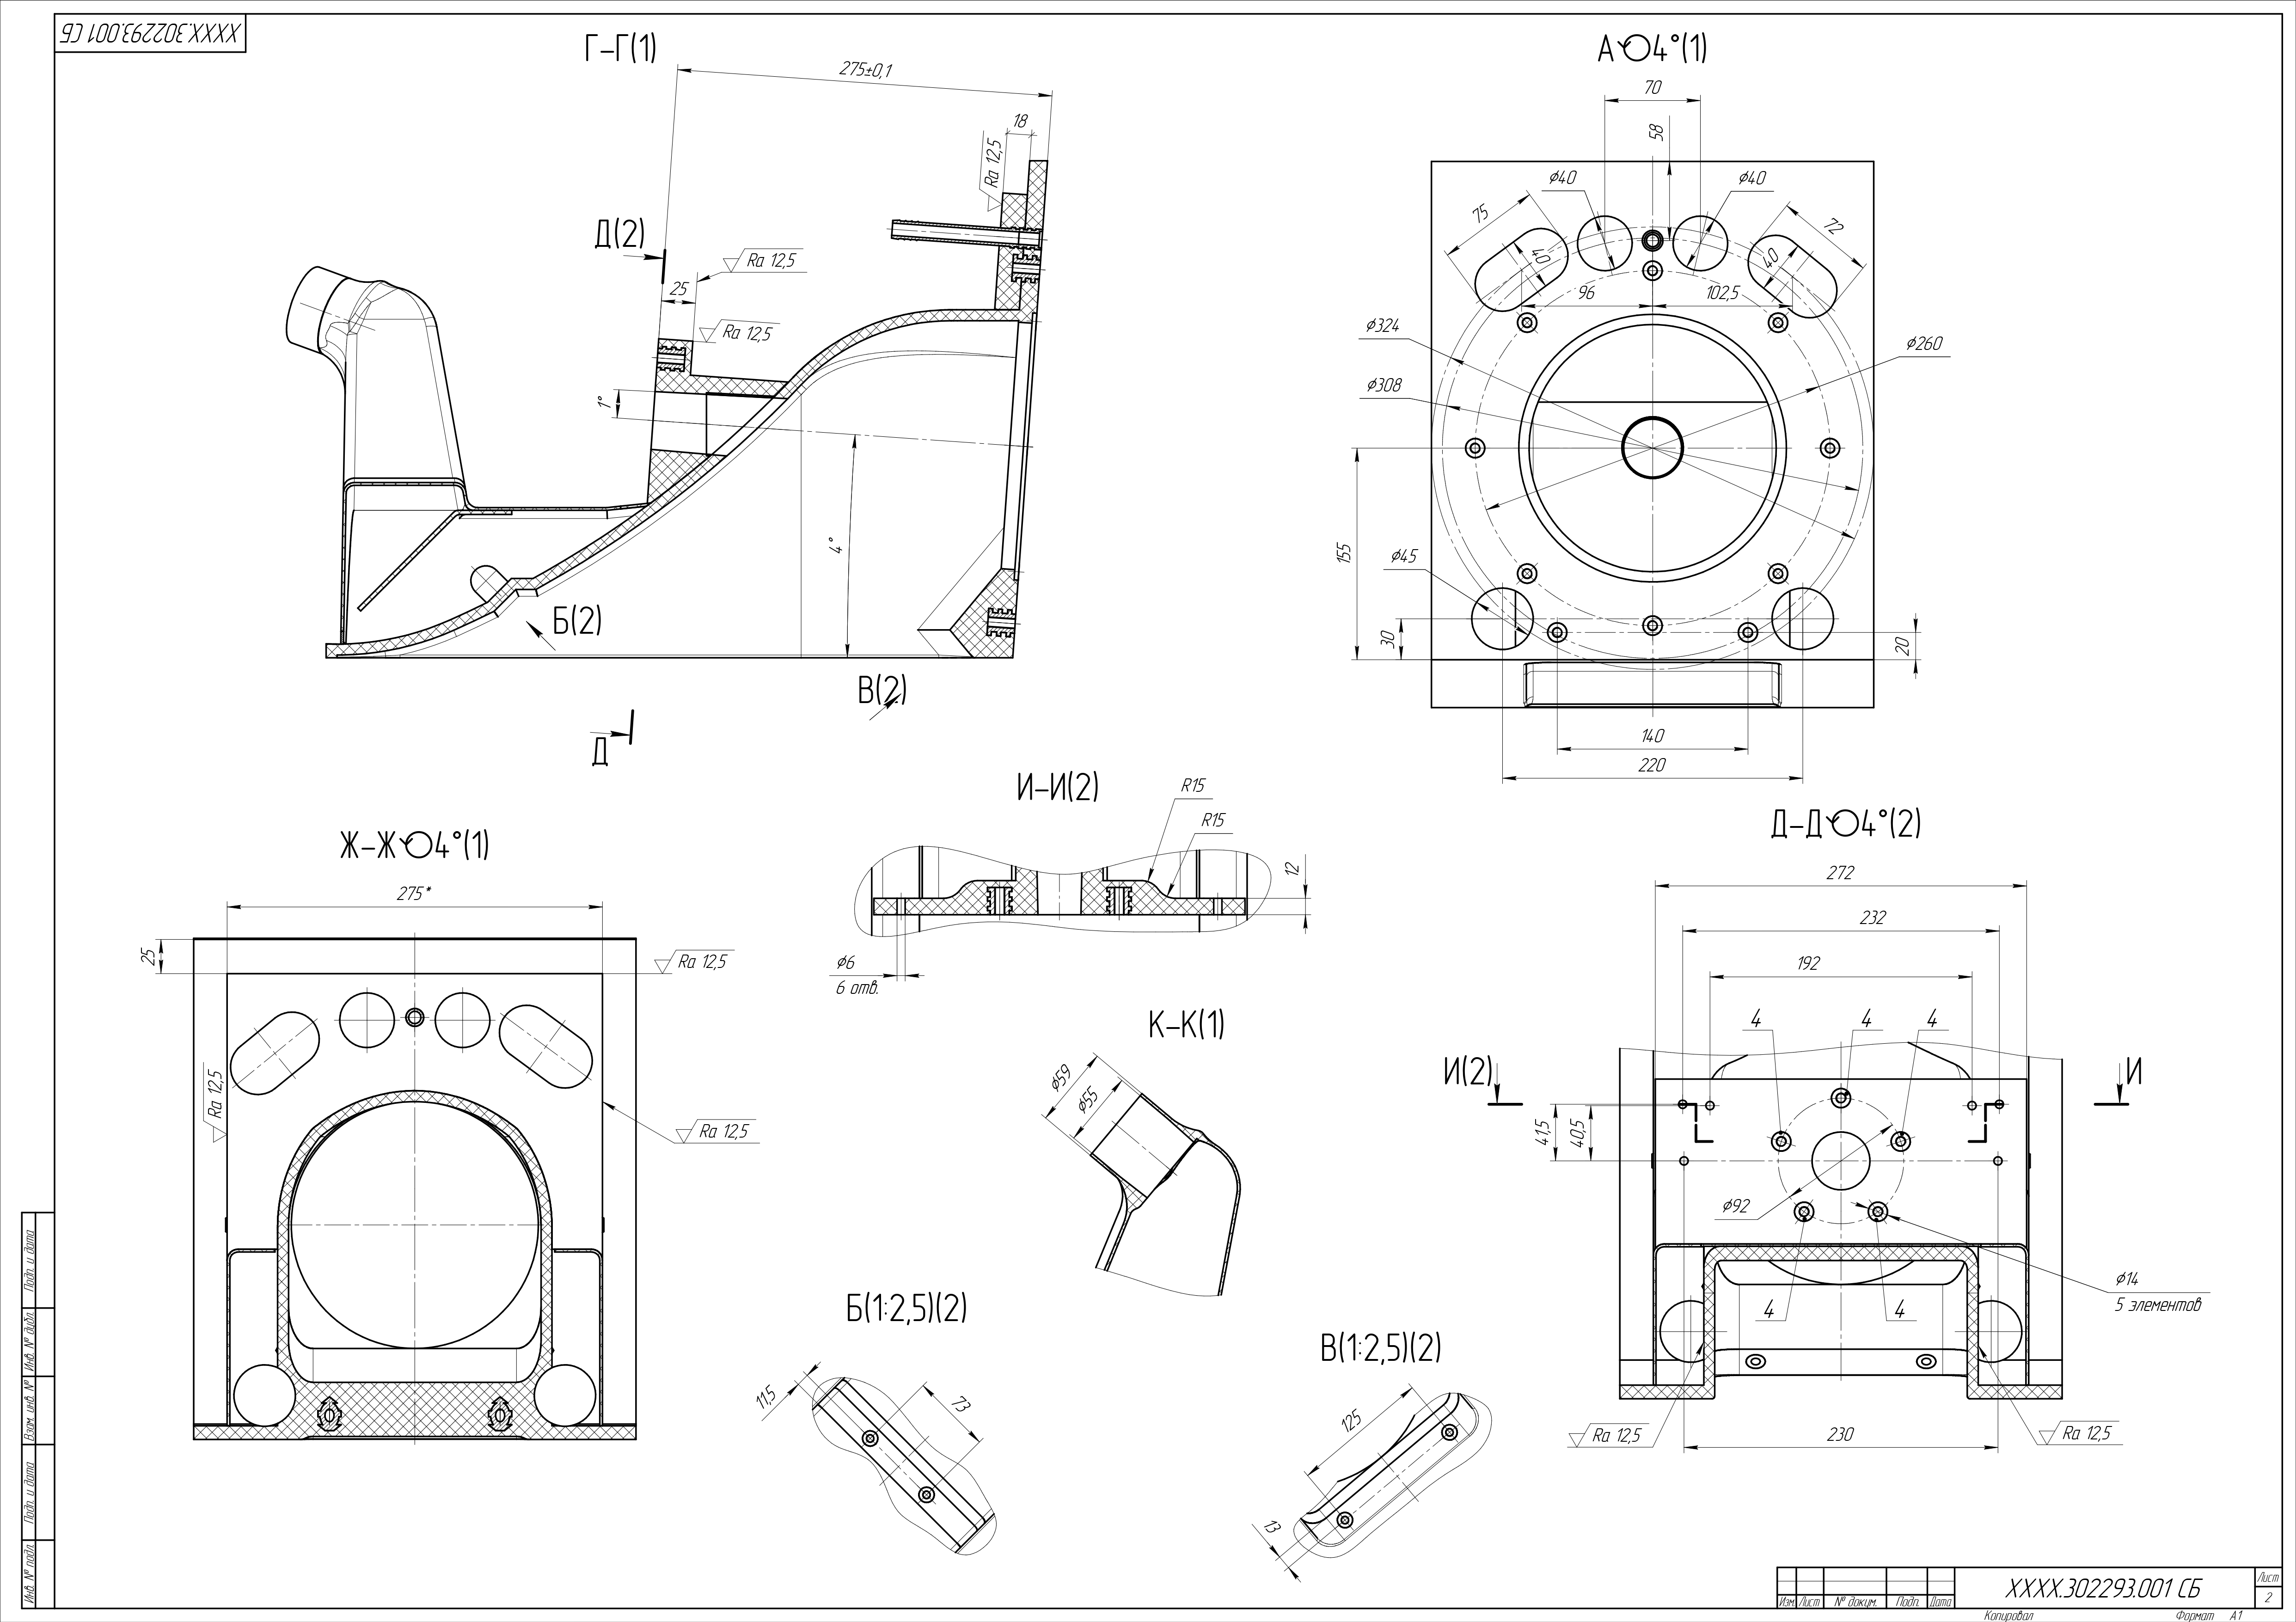 ХХХХ.302293.001 СБ
Г-Г(1)
275±0,1
18
Ra 12,5
Д(2)
Ra 12,5
25
Ra 12,5
1°
4°
Б(2)
В(2)
Д
А 4°(1)
70
58
⌀40
⌀40
75
40
72
40
96
102,5
⌀324
⌀260
⌀308
155
⌀45
30
20
140
220
И-И(2)
R15
R15
12
⌀6
6 отв.
Ж-Ж 4°(1)
275*
25
Ra 12,5
Ra 12,5
Ra 12,5
К-К(1)
⌀59
⌀55
Б(1:2,5)(2)
11,5
73
В(1:2,5)(2)
125
13
Д-Д 4°(2)
272
232
192
4
4
4
И(2)
И
41,5
40,5
⌀92
⌀14
5 элементов
4
4
Ra 12,5
230
Ra 12,5
Подп. и дата
Инв. № дубл.
Взам. инв. №
Подп. и дата
Инв. № подл.
Изм. Лист № докум. Подп. Дата
ХХХХ.302293.001 СБ
Лист
2
Копировал
Формат А1